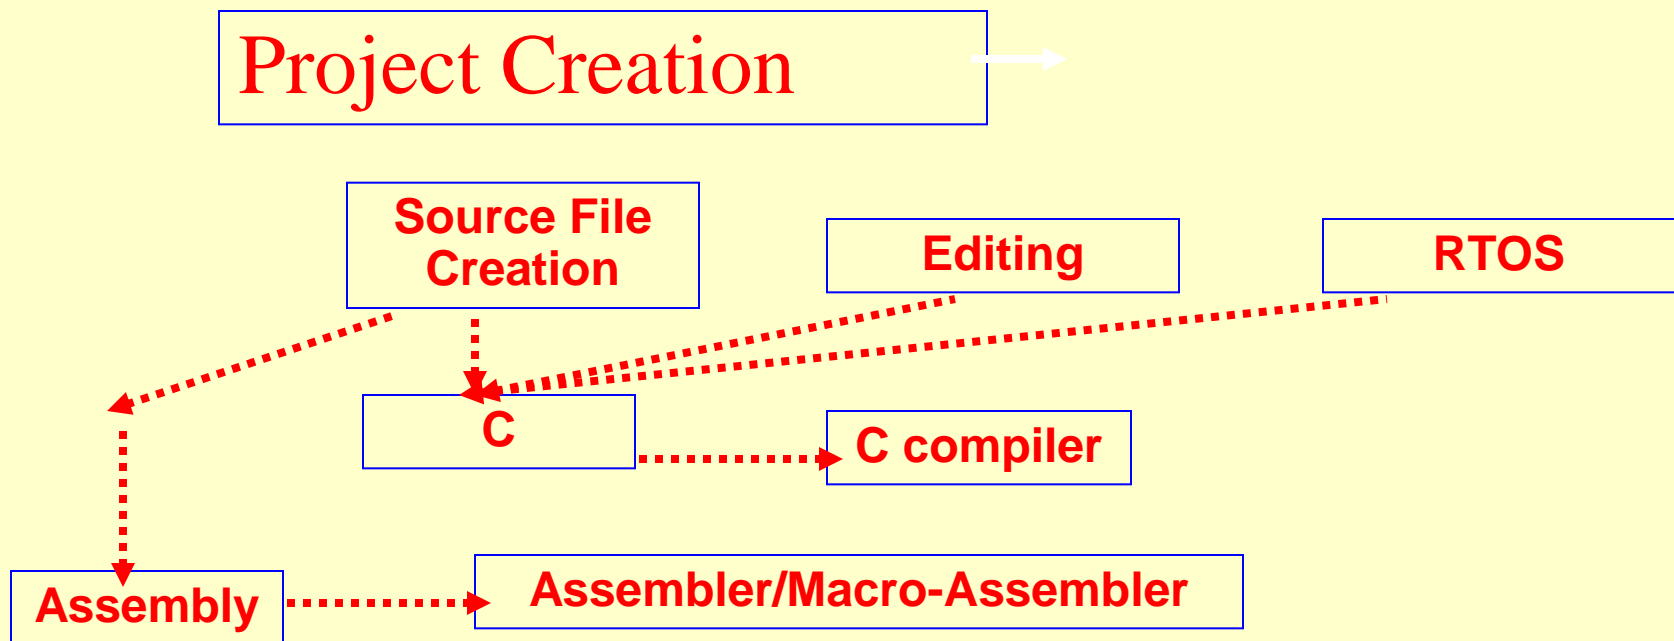 Project Creation
Source File
Creation
Editing
RTOS
C
C compiler
Assembler/Macro-Assembler
Assembly